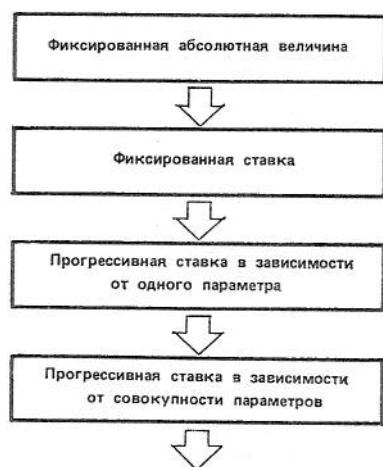 Фиксированная абсолютная величина
Фиксированная ставка
Прогрессивная ставка в зависимости
от одного параметра
Прогрессивная ставка в зависимости
от совокупности параметров